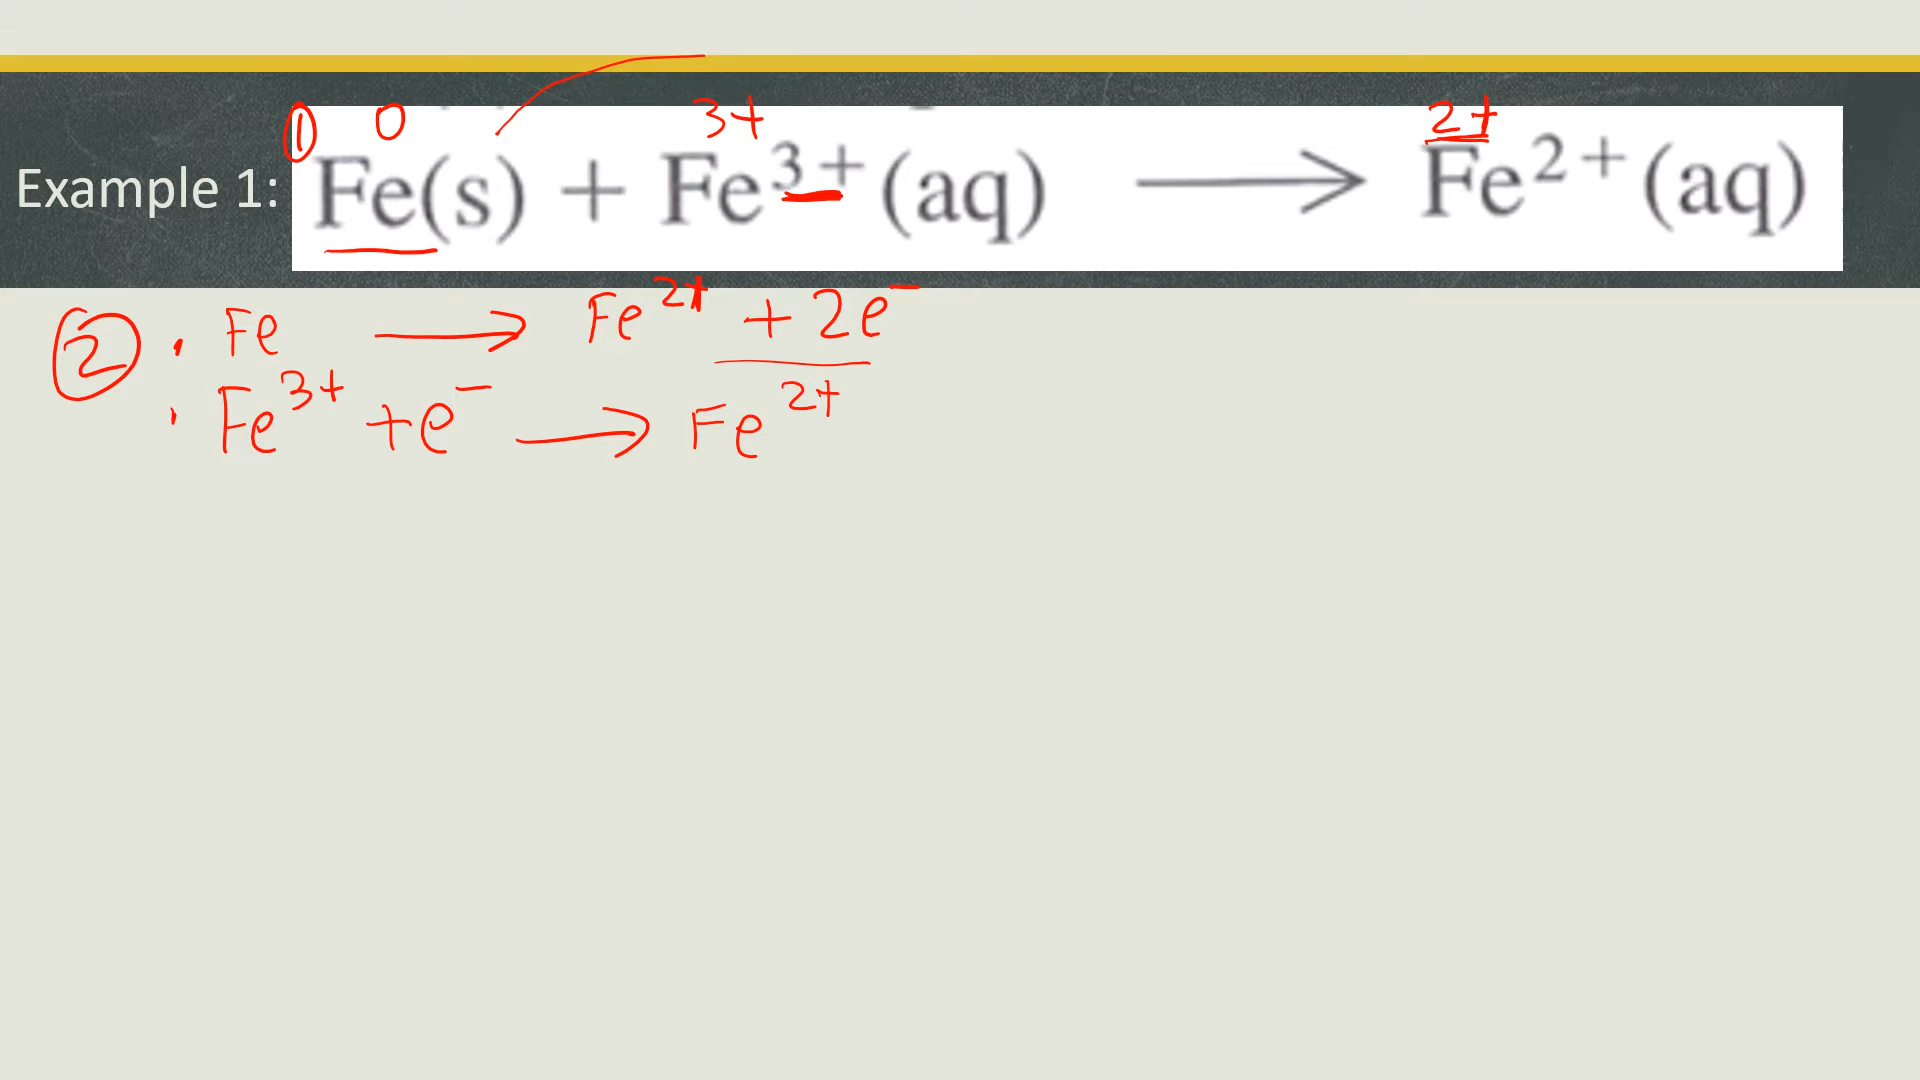 ① 0 3+ 2+
Example 1: Fe(s) + Fe³⁺(aq) ⟶ Fe²⁺(aq)
② • Fe ⟶ Fe²⁺ + 2e⁻
• Fe³⁺ + e⁻ ⟶ Fe²⁺